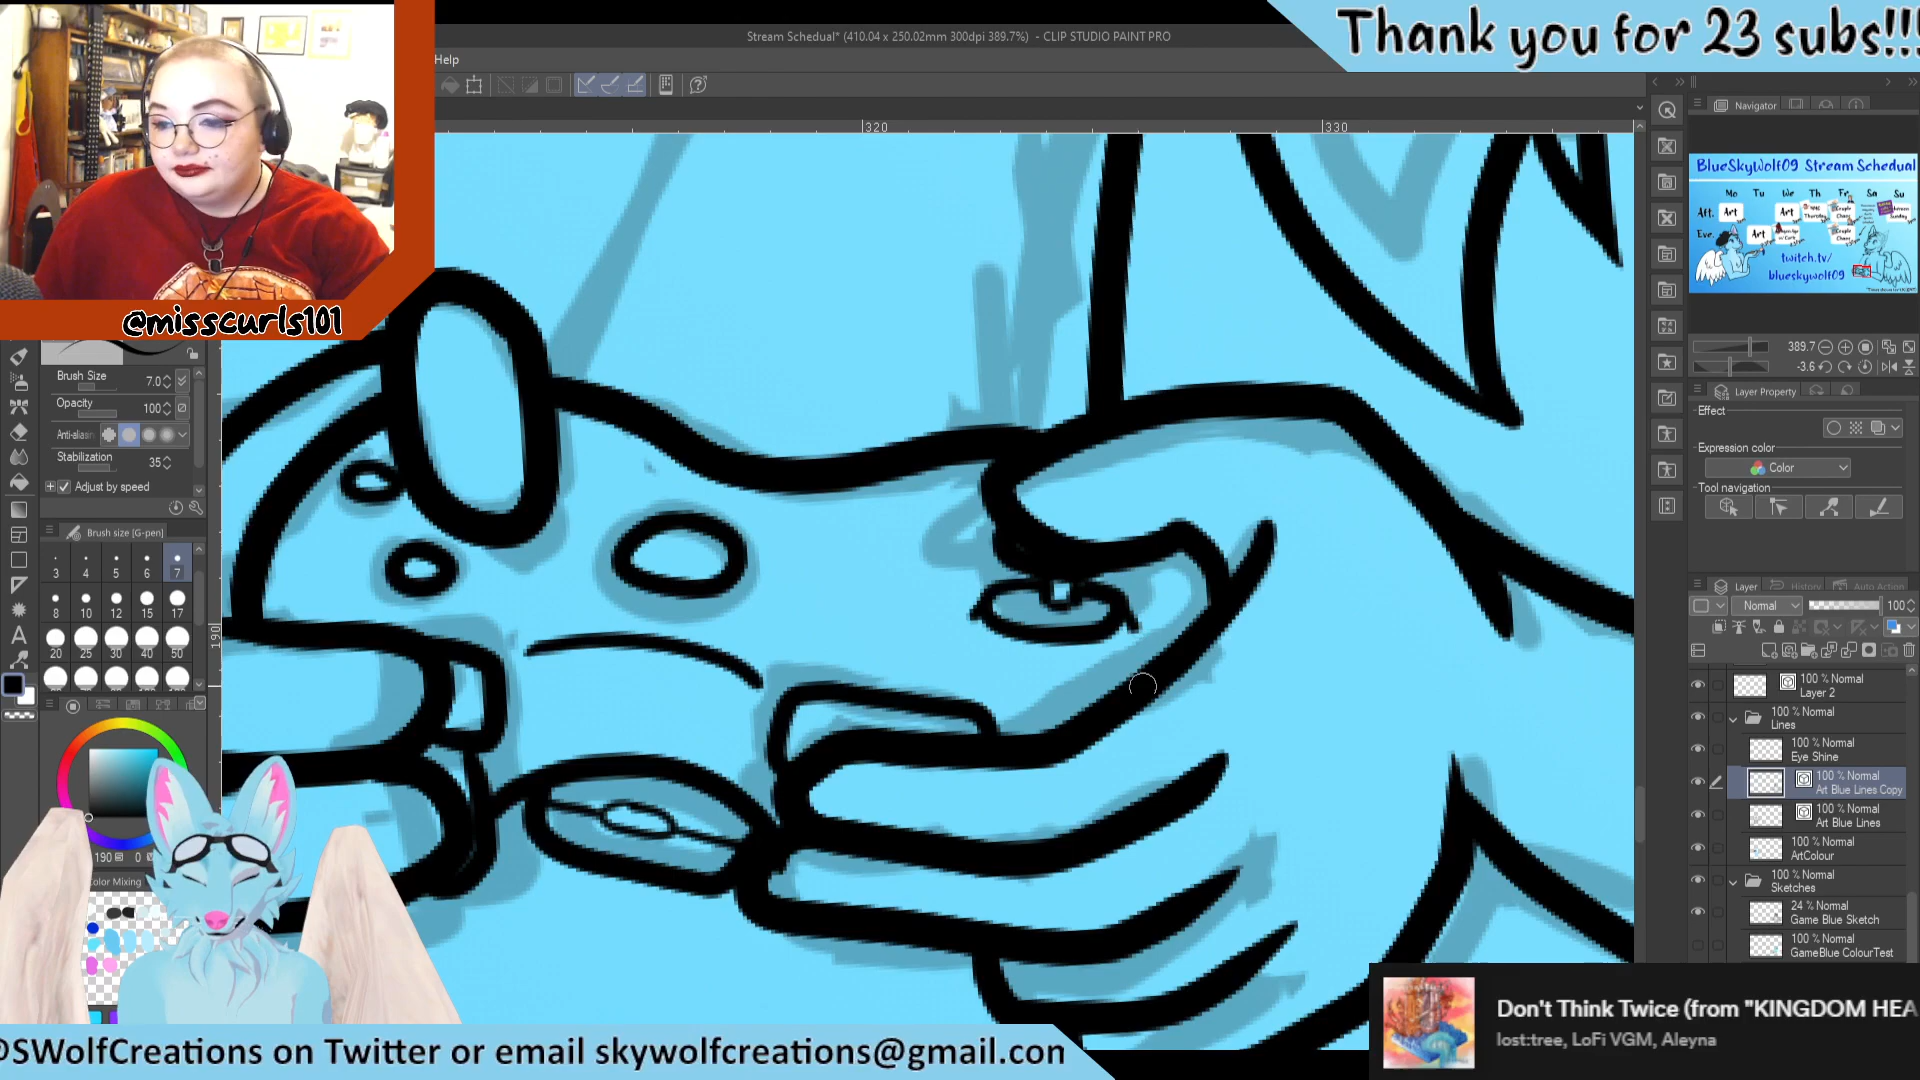 Thank you for 23 subs!!!
Stream Schedual* (410.04 x 250.02mm 300dpi 389.7%) - CLIP STUDIO PAINT PRO
Help
@misscurls101
320
330
190
Brush Size
7.0
Opacity
100
Anti-aliasin
Stabilization
35
Adjust by speed
Brush size [G-pen]
3 4 5 6 7
8 10 12 15 17
20 25 30 40 50
190 S 0
Color Mixing
Navigator
BlueSkyWolf09 Stream Schedual
Mo Tu We Th Fr Sa Su
Aft. Art Art
Eve. Art
twitch.tv/
blueskywolf09
389.7
-3.6
Layer Property
Effect
Expression color
Color
Tool navigation
Layer History Auto Action
Normal 100
100 % Normal
Layer 2
100 % Normal
Lines
100 % Normal
Eye Shine
100 % Normal
Art Blue Lines Copy
100 % Normal
Art Blue Lines
100 % Normal
ArtColour
100 % Normal
Sketches
24 % Normal
Game Blue Sketch
100 % Normal
GameBlue ColourTest
Don't Think Twice (from "KINGDOM HEA
lost:tree, LoFi VGM, Aleyna
SWolfCreations on Twitter or email skywolfcreations@gmail.con